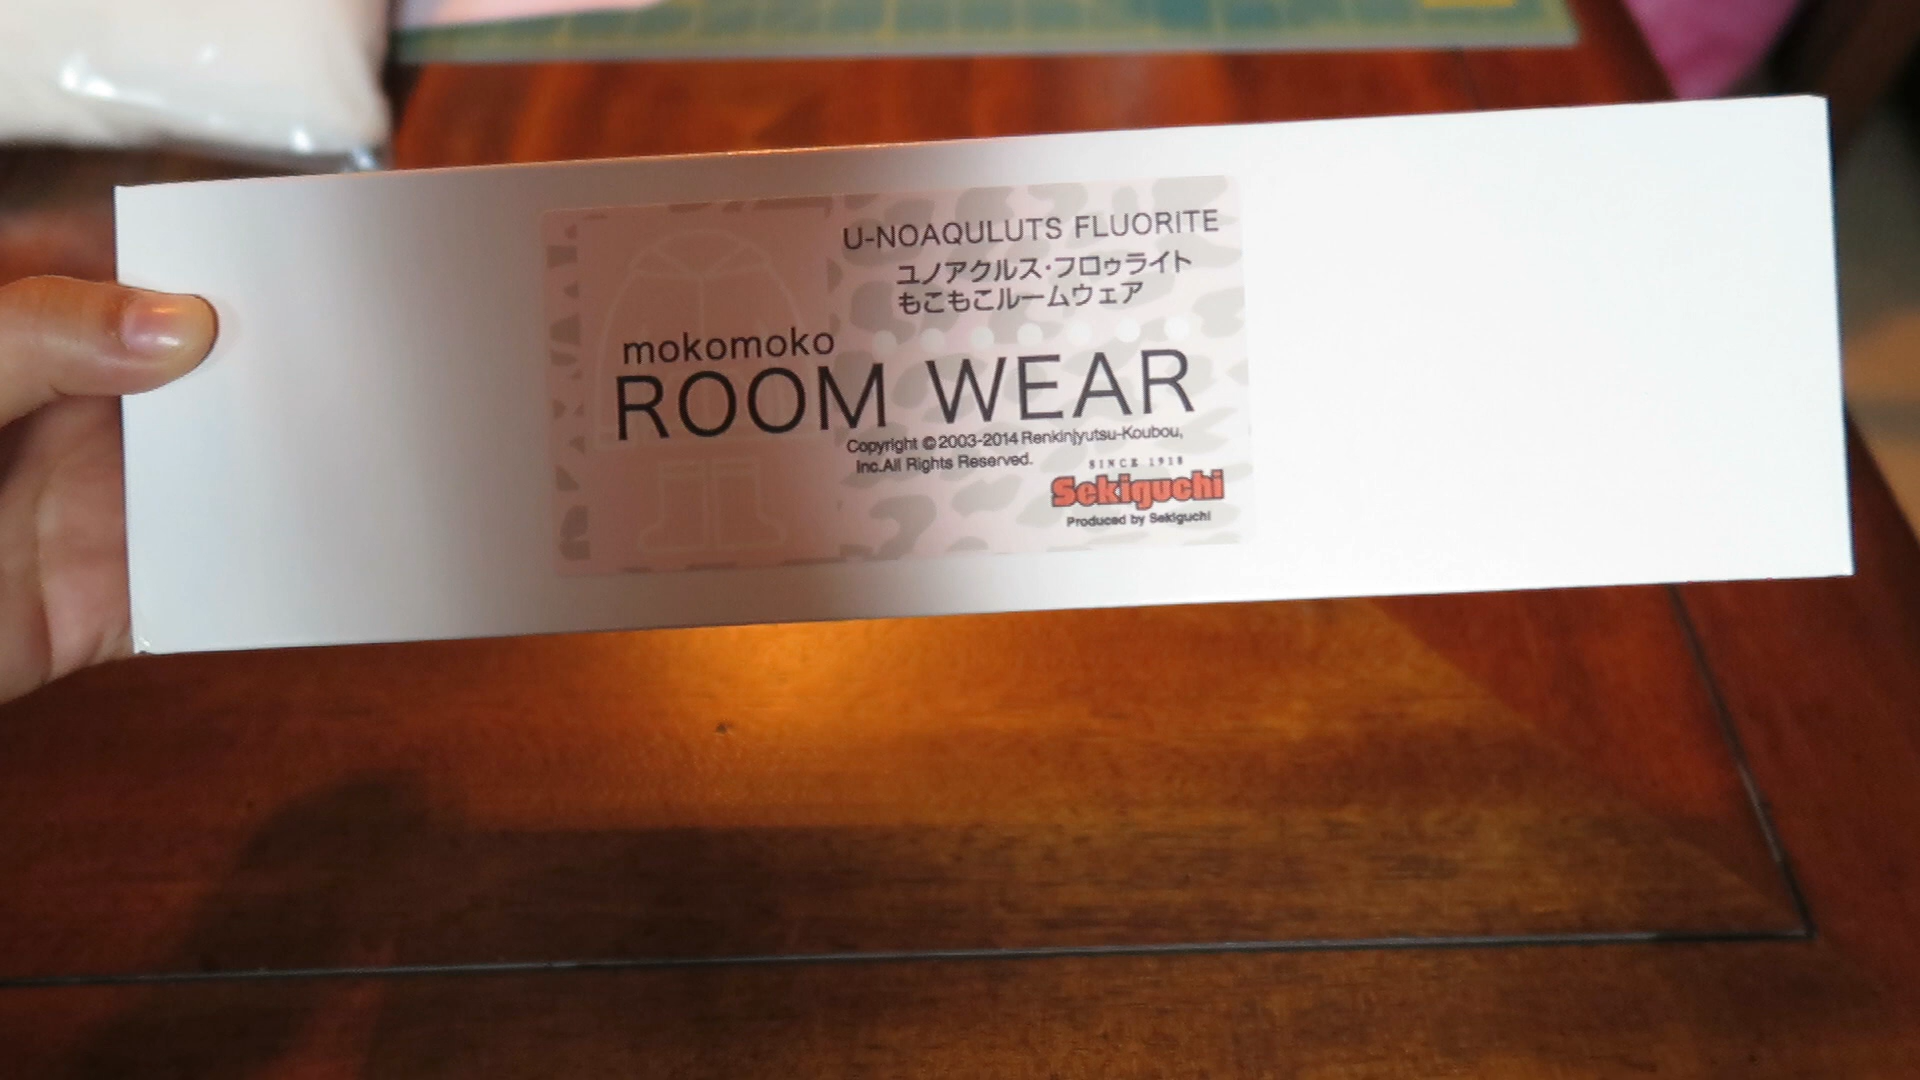 U-NOAQULUTS FLUORITE
ユノアクルス・フロゥライト
もこもこルームウェア
mokomoko
ROOM WEAR
Copyright ©2003-2014 Renkinjyutsu-Koubou,
Inc.All Rights Reserved.
SINCE 1918
Sekiguchi
Produced by Sekiguchi